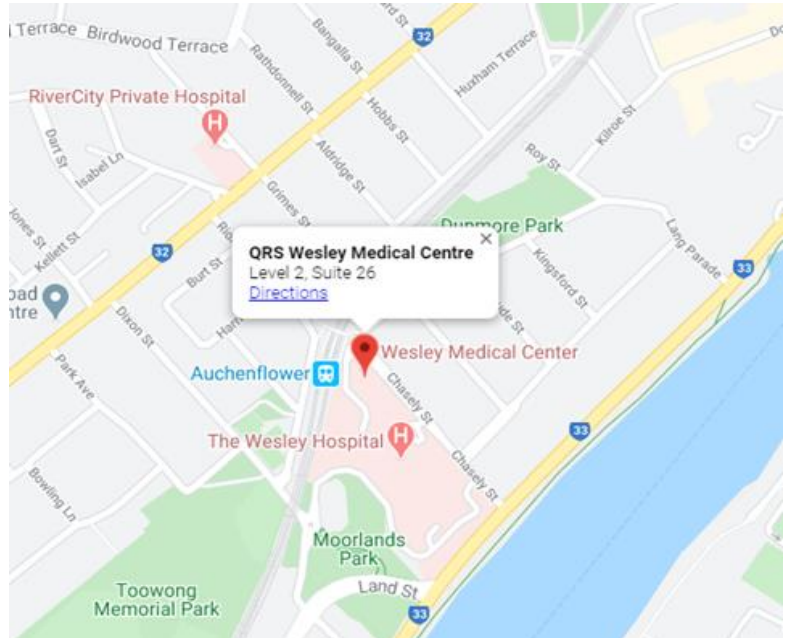 Terrace Birdwood Terrace
rd St
32
Bangalla St
Rathdonnell St
Huxham Terrace
RiverCity Private Hospital
H
Hobbs St
Kilroe St
Dart St
Isabel Ln
Aldridge St
Roy St
Jones St
Grimes St
Kellett St
32
Dunmore Park
Lang Parade
33
Burt St
QRS Wesley Medical Centre
Level 2, Suite 26
Directions
Kingsford St
oad
ntre
Dixon St
Wesley Medical Center
Auchenflower
Park Ave
Chasely St
The Wesley Hospital
H
33
Chasely St
Bowling Ln
Moorlands
Park
Toowong
Memorial Park
Land St
33